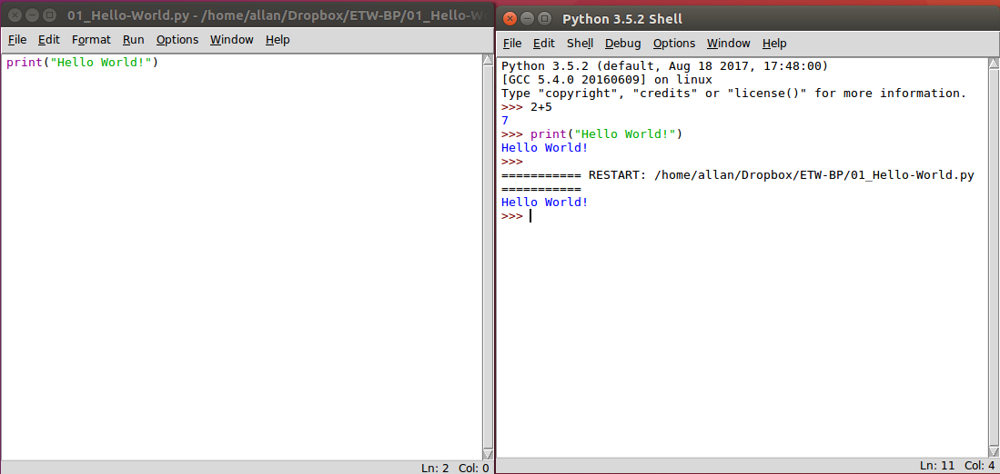 01_Hello-World.py - /home/allan/Dropbox/ETW-BP/01_Hello-W
File Edit Format Run Options Window Help
print("Hello World!")
Ln: 2 Col: 0
Python 3.5.2 Shell
File Edit Shell Debug Options Window Help
Python 3.5.2 (default, Aug 18 2017, 17:48:00)
[GCC 5.4.0 20160609] on linux
Type "copyright", "credits" or "license()" for more information.
>>> 2+5
7
>>> print("Hello World!")
Hello World!
>>>
=========== RESTART: /home/allan/Dropbox/ETW-BP/01_Hello-World.py
===========
Hello World!
>>>
Ln: 11 Col: 4